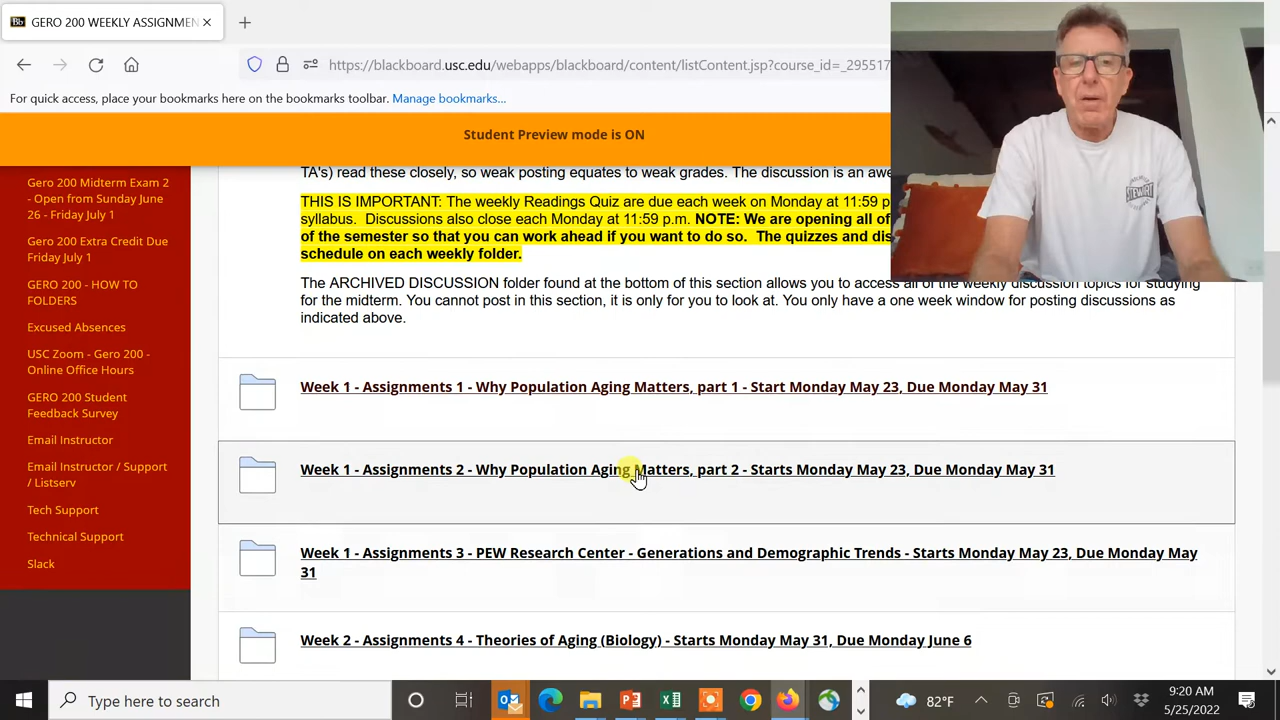 GERO 200 WEEKLY ASSIGNMEN
https://blackboard.usc.edu/webapps/blackboard/content/listContent.jsp?course_id=_295517
For quick access, place your bookmarks here on the bookmarks toolbar. Manage bookmarks...
Student Preview mode is ON
Gero 200 Midterm Exam 2
- Open from Sunday June
26 - Friday July 1
Gero 200 Extra Credit Due
Friday July 1
GERO 200 - HOW TO
FOLDERS
Excused Absences
USC Zoom - Gero 200 -
Online Office Hours
GERO 200 Student
Feedback Survey
Email Instructor
Email Instructor / Support
/ Listserv
Tech Support
Technical Support
Slack
TA's) read these closely, so weak posting equates to weak grades. The discussion is an awe
THIS IS IMPORTANT: The weekly Readings Quiz are due each week on Monday at 11:59 p
syllabus. Discussions also close each Monday at 11:59 p.m. NOTE: We are opening all of
of the semester so that you can work ahead if you want to do so. The quizzes and dis
schedule on each weekly folder.
The ARCHIVED DISCUSSION folder found at the bottom of this section allows you to access all of the weekly discussion topics for studying
for the midterm. You cannot post in this section, it is only for you to look at. You only have a one week window for posting discussions as
indicated above.
Week 1 - Assignments 1 - Why Population Aging Matters, part 1 - Start Monday May 23, Due Monday May 31
Week 1 - Assignments 2 - Why Population Aging Matters, part 2 - Starts Monday May 23, Due Monday May 31
Week 1 - Assignments 3 - PEW Research Center - Generations and Demographic Trends - Starts Monday May 23, Due Monday May
31
Week 2 - Assignments 4 - Theories of Aging (Biology) - Starts Monday May 31, Due Monday June 6
Type here to search
82°F
9:20 AM
5/25/2022